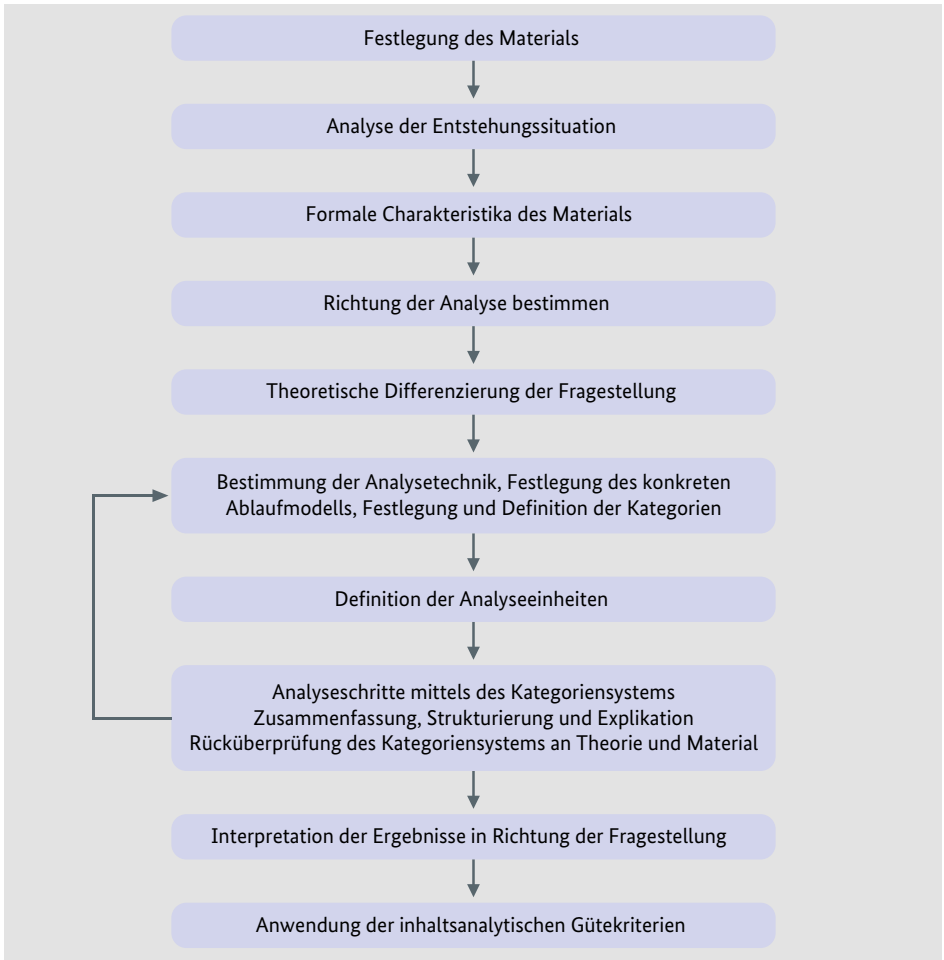 Festlegung des Materials
Analyse der Entstehungssituation
Formale Charakteristika des Materials
Richtung der Analyse bestimmen
Theoretische Differenzierung der Fragestellung
Bestimmung der Analysetechnik, Festlegung des konkreten
Ablaufmodells, Festlegung und Definition der Kategorien
Definition der Analyseeinheiten
Analyseschritte mittels des Kategoriensystems
Zusammenfassung, Strukturierung und Explikation
Rücküberprüfung des Kategoriensystems an Theorie und Material
Interpretation der Ergebnisse in Richtung der Fragestellung
Anwendung der inhaltsanalytischen Gütekriterien